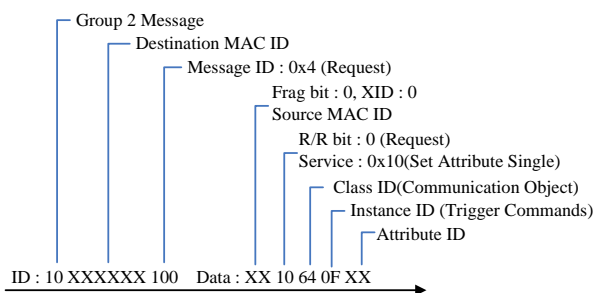 Group 2 Message
Destination MAC ID
Message ID : 0x4 (Request)
Frag bit : 0, XID : 0
Source MAC ID
R/R bit : 0 (Request)
Service : 0x10(Set Attribute Single)
Class ID(Communication Object)
Instance ID (Trigger Commands)
Attribute ID
ID : 10 XXXXXX 100 Data : XX 10 64 0F XX